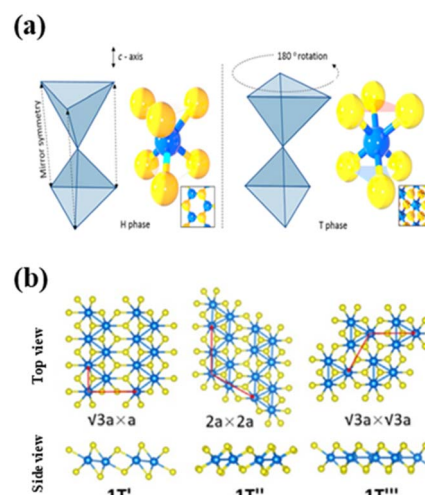 (a)
c - axis
180 ° rotation
Mirror symmetry
H phase
T phase
(b)
Top view
√3a×a
2a×2a
√3a×√3a
Side view
1T'
1T''
1T'''